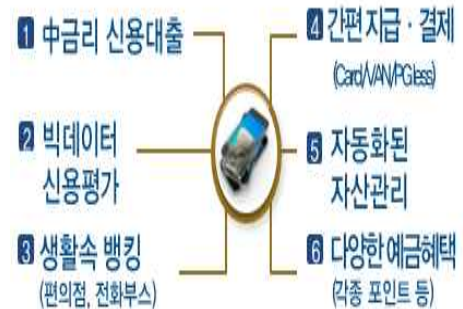 1 中금리 신용대출
2 빅데이터
신용평가
3 생활속 뱅킹
(편의점, 전화부스)
4 간편 지급 · 결제
(Card/VAN/PG less)
5 자동화된
자산관리
6 다양한 예금혜택
(각종 포인트 등)